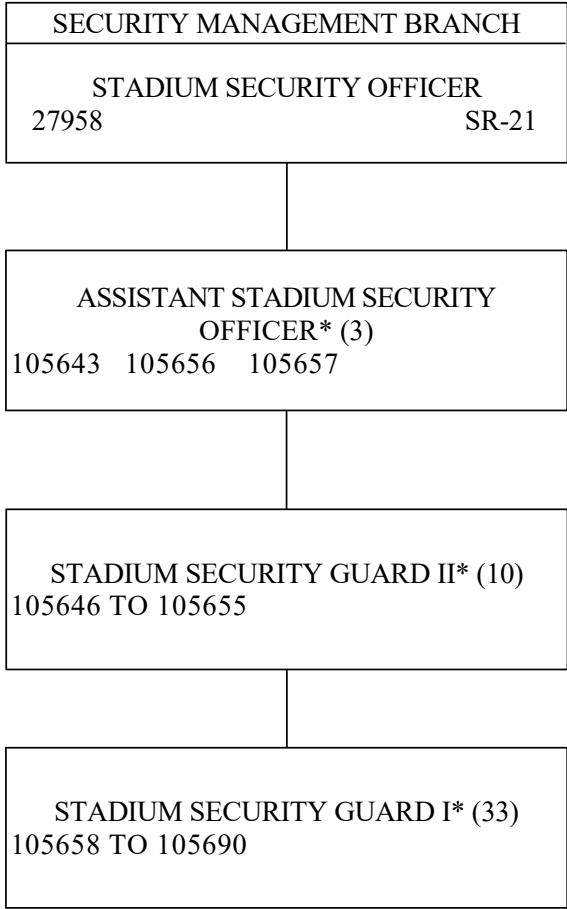 SECURITY MANAGEMENT BRANCH
STADIUM SECURITY OFFICER
27958 SR-21
ASSISTANT STADIUM SECURITY
OFFICER* (3)
105643 105656 105657
STADIUM SECURITY GUARD II* (10)
105646 TO 105655
STADIUM SECURITY GUARD I* (33)
105658 TO 105690